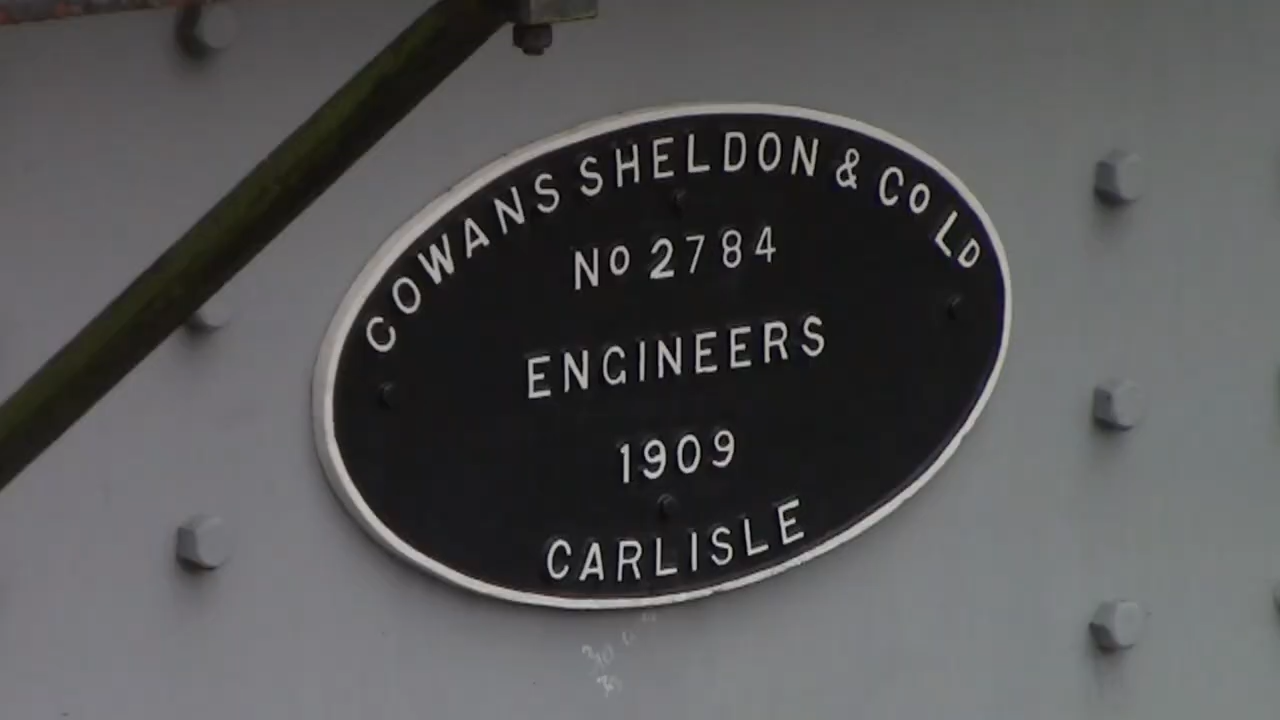 COWANS SHELDON & Co LD
No 2784
ENGINEERS
1909
CARLISLE